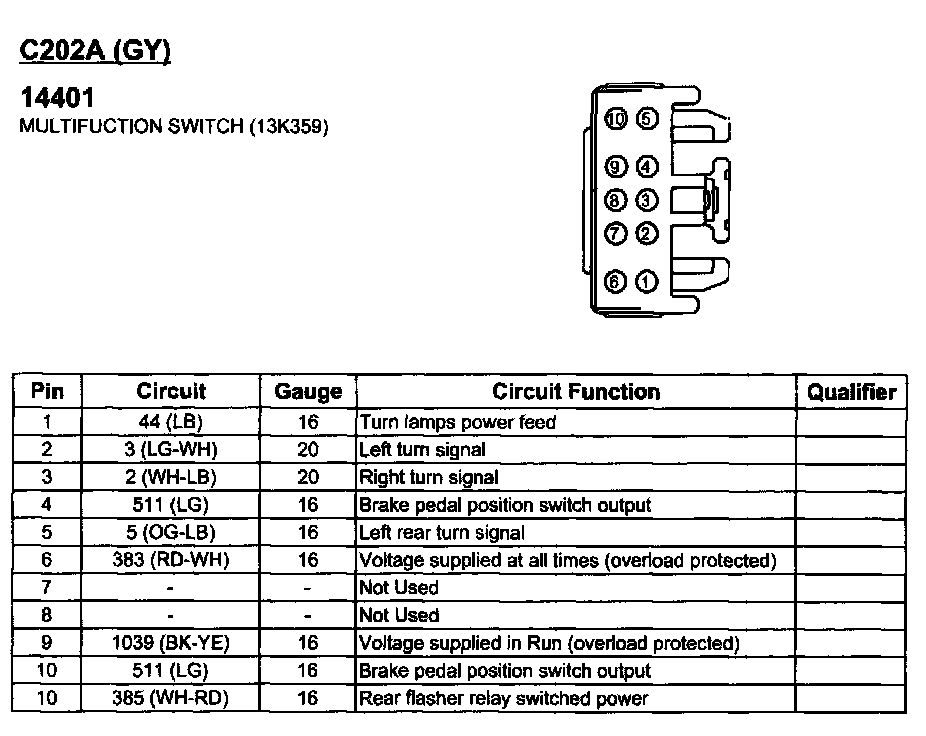 C202A (GY)
14401
MULTIFUCTION SWITCH (13K359)
10 5
9 4
8 3
7 2
6 1
Pin Circuit Gauge Circuit Function Qualifier
1 44 (LB) 16 Turn lamps power feed
2 3 (LG-WH) 20 Left turn signal
3 2 (WH-LB) 20 Right turn signal
4 511 (LG) 16 Brake pedal position switch output
5 5 (OG-LB) 16 Left rear turn signal
6 383 (RD-WH) 16 Voltage supplied at all times (overload protected)
7 - - Not Used
8 - - Not Used
9 1039 (BK-YE) 16 Voltage supplied in Run (overload protected)
10 511 (LG) 16 Brake pedal position switch output
10 385 (WH-RD) 16 Rear flasher relay switched power